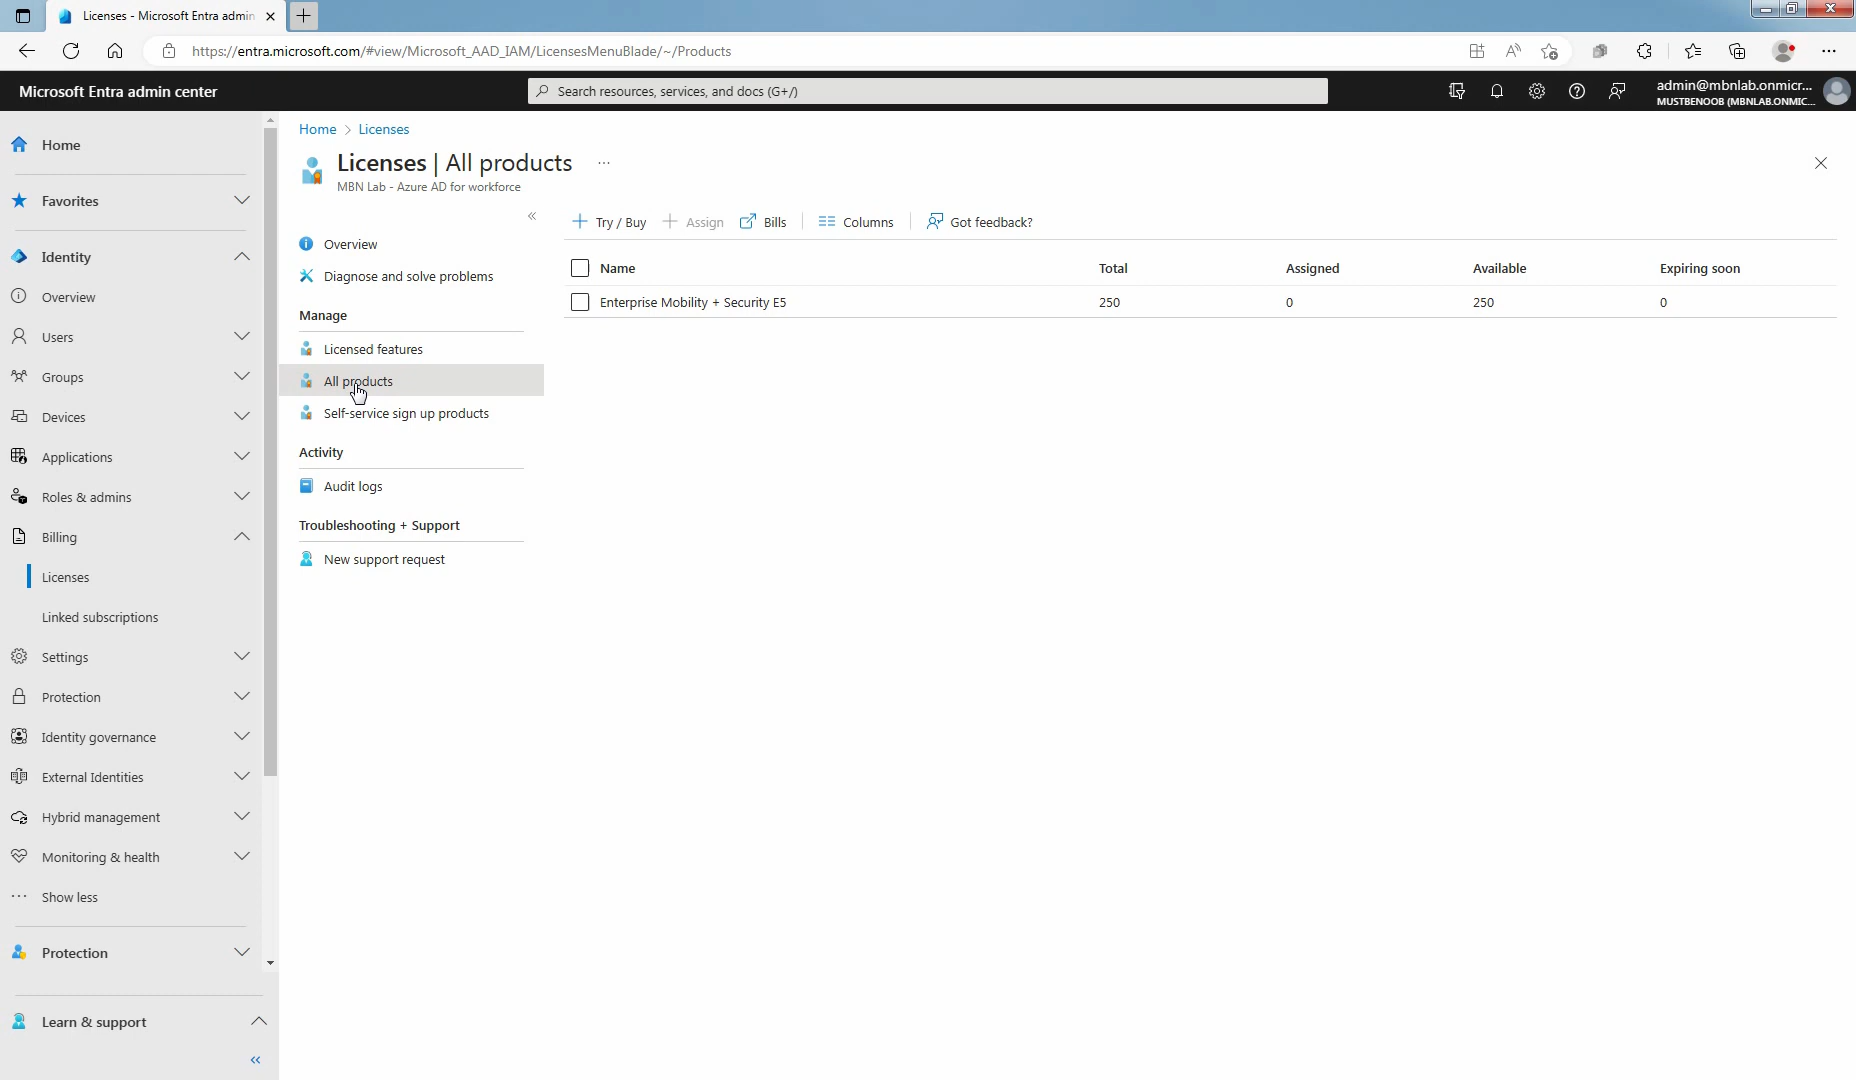 Licenses - Microsoft Entra admin
https://entra.microsoft.com/#view/Microsoft_AAD_IAM/LicensesMenuBlade/~/Products
Microsoft Entra admin center
Search resources, services, and docs (G+/)
admin@mbnlab.onmicr...
MUSTBENOOB (MBNLAB.ONMIC...
Home
Favorites
Identity
Overview
Users
Groups
Devices
Applications
Roles & admins
Billing
Licenses
Linked subscriptions
Settings
Protection
Identity governance
External Identities
Hybrid management
Monitoring & health
Show less
Protection
Learn & support
Home > Licenses
Licenses | All products
MBN Lab - Azure AD for workforce
Overview
Diagnose and solve problems
Manage
Licensed features
All products
Self-service sign up products
Activity
Audit logs
Troubleshooting + Support
New support request
Try / Buy Assign Bills Columns Got feedback?
Name Total Assigned Available Expiring soon
Enterprise Mobility + Security E5 250 0 250 0